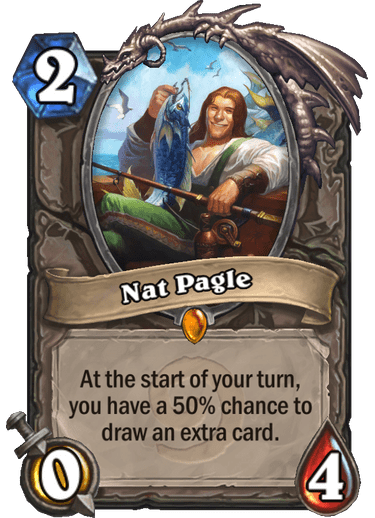 2
Nat Pagle
At the start of your turn,
you have a 50% chance to
draw an extra card.
0
4